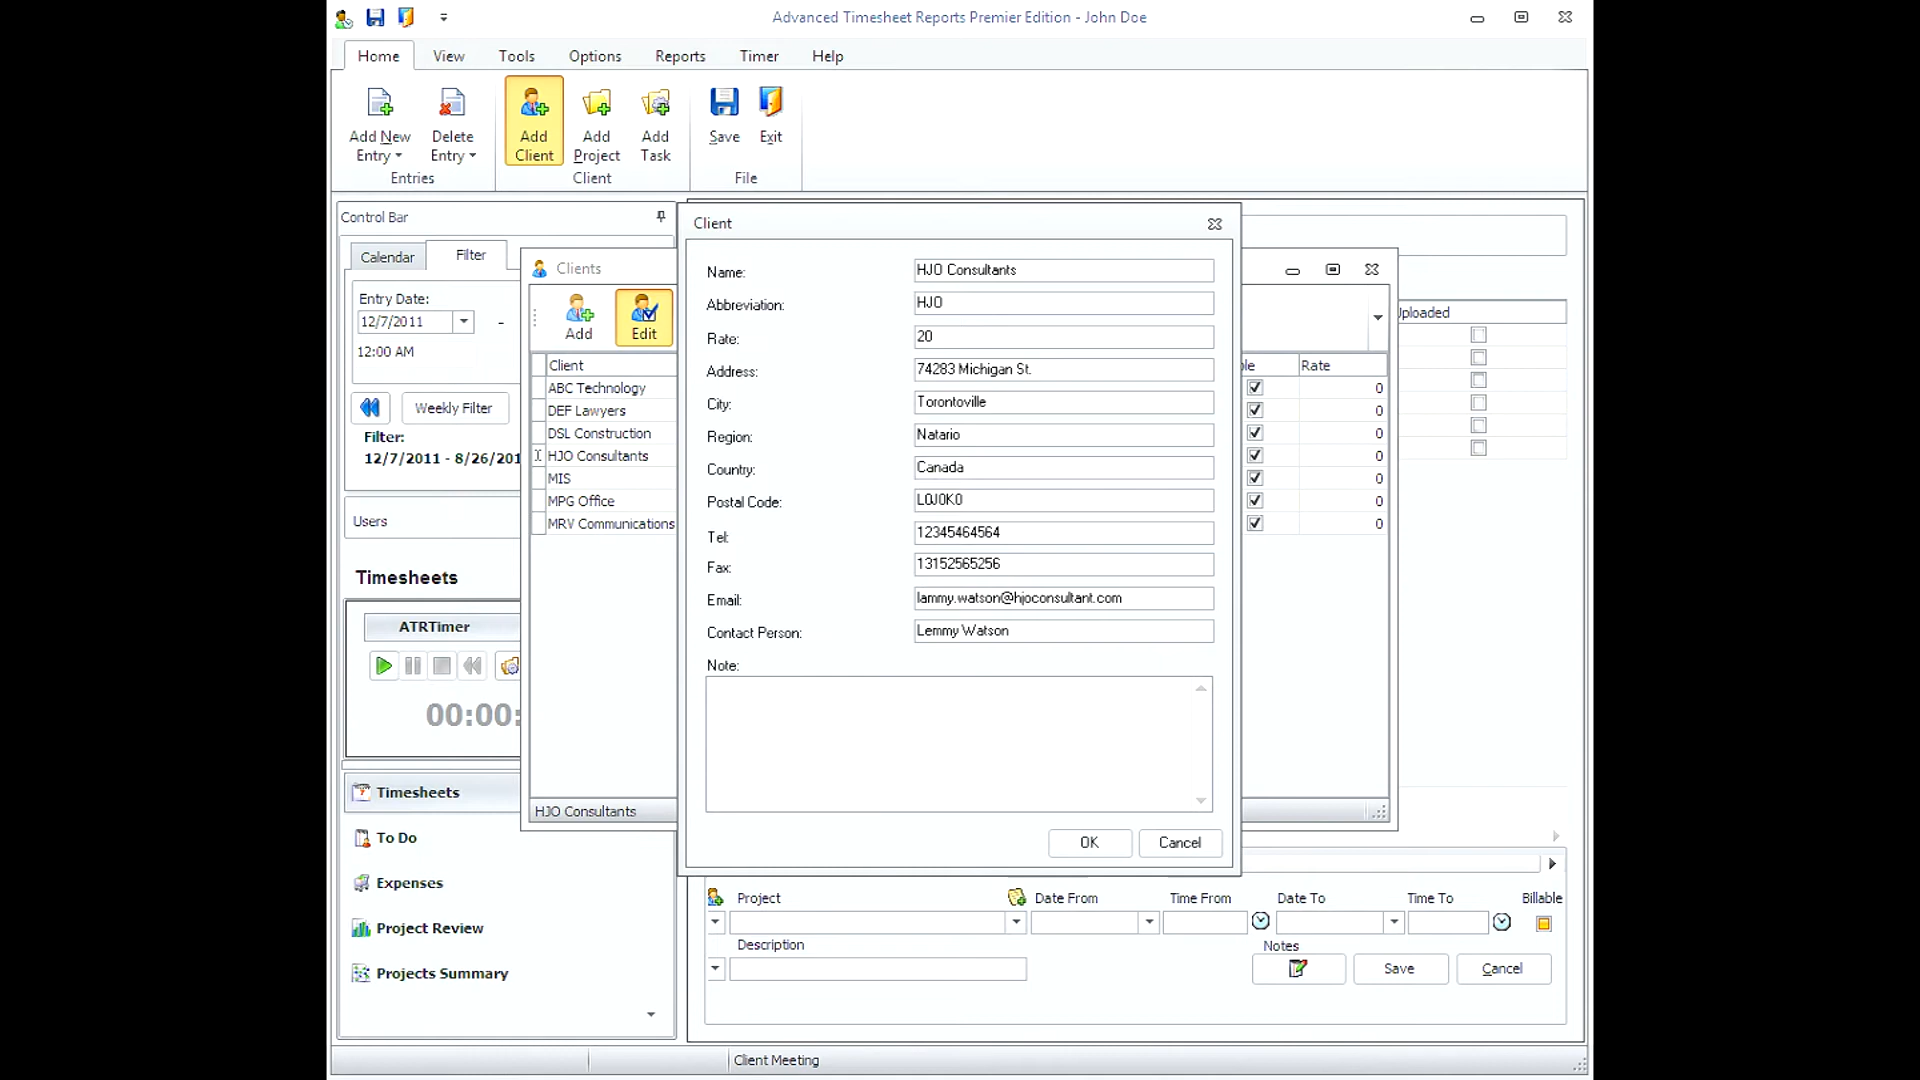 Advanced Timesheet Reports Premier Edition - John Doe
Home View Tools Options Reports Timer Help
Add New Entry
Delete Entry
Add Client
Add Project
Add Task
Save
Exit
Entries
Client
File
Control Bar
Calendar
Filter
Entry Date:
12/7/2011
-
12:00 AM
Weekly Filter
Filter:
12/7/2011 - 8/26/201
Users
Timesheets
ATRTimer
00:00:
Timesheets
To Do
Expenses
Project Review
Projects Summary
Clients
Add
Edit
Client
ABC Technology
DEF Lawyers
DSL Construction
HJO Consultants
MIS
MPG Office
MRV Communications
HJO Consultants
Rate
0
0
0
0
0
0
0
Uploaded
Client
Name: HJO Consultants
Abbreviation: HJO
Rate: 20
Address: 74283 Michigan St.
City: Torontoville
Region: Natario
Country: Canada
Postal Code: L0J0K0
Tel: 12345464564
Fax: 13152565256
Email: lammy.watson@hjoconsultant.com
Contact Person: Lemmy Watson
Note:
OK
Cancel
Project Date From Time From Date To Time To Billable
Description
Notes
Save
Cancel
Client Meeting